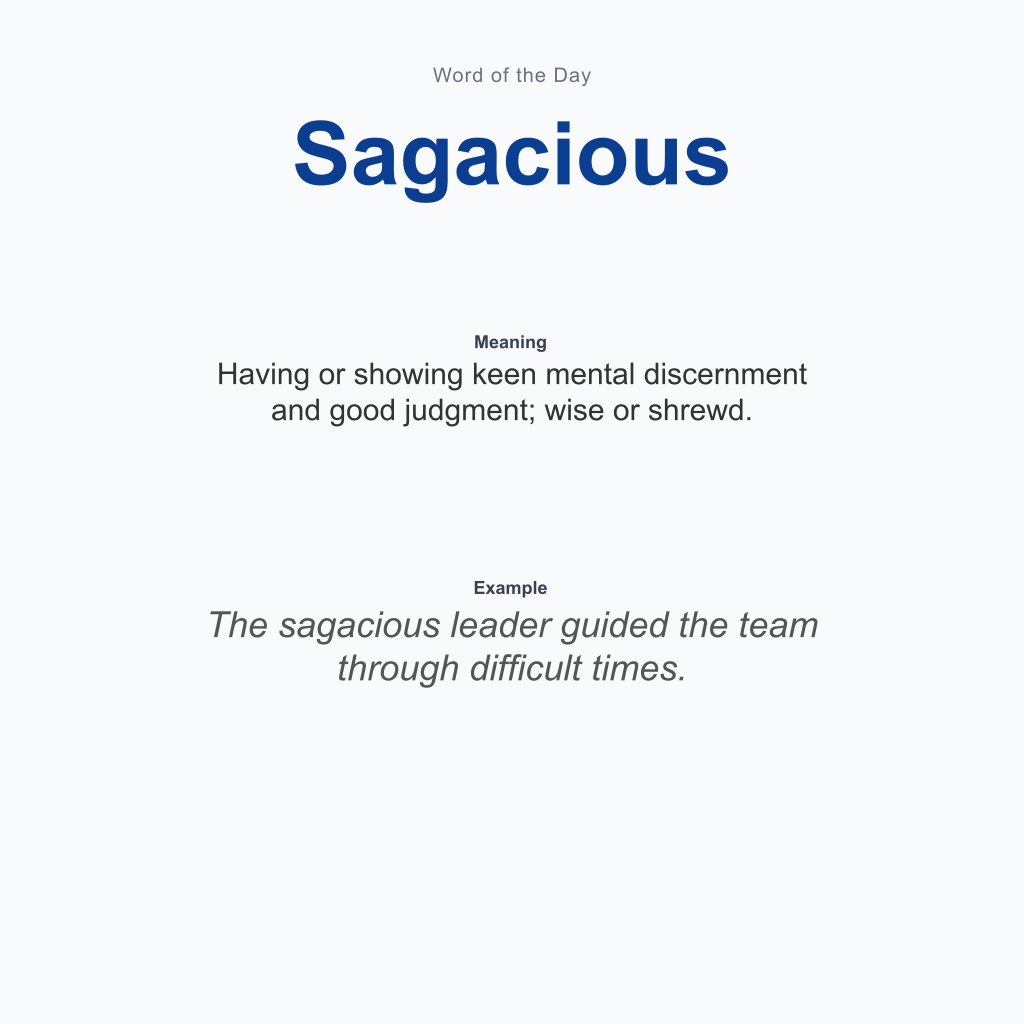 Word of the Day
Sagacious
Meaning
Having or showing keen mental discernment
and good judgment; wise or shrewd.
Example
The sagacious leader guided the team
through difficult times.